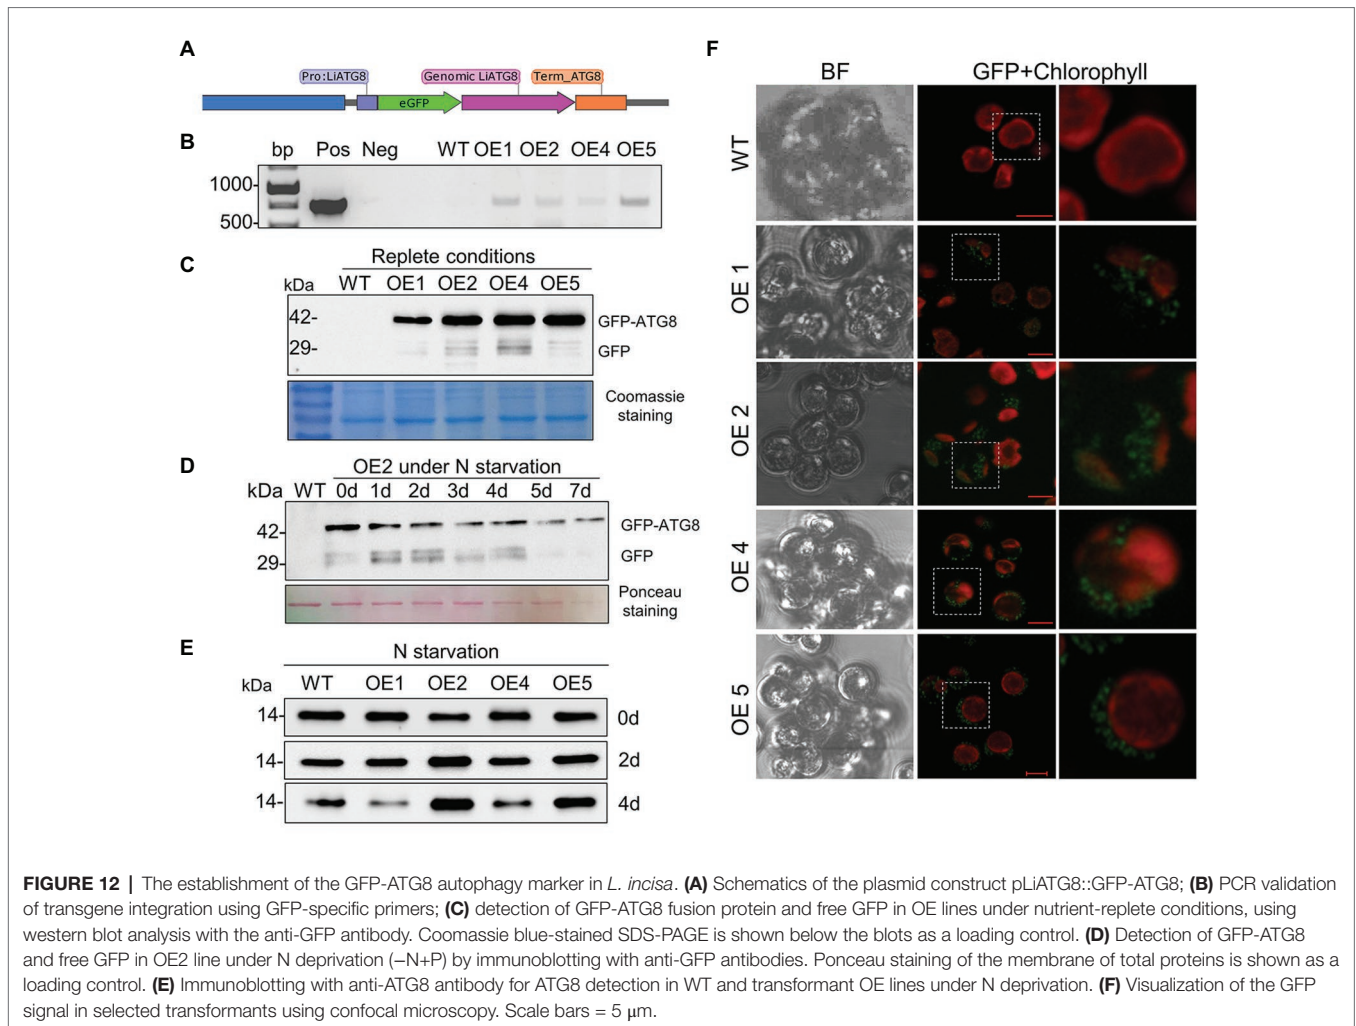 A
Pro:LiATG8 Genomic LiATG8 Term_ATG8
eGFP
B
bp Pos Neg WT OE1 OE2 OE4 OE5
1000-
500-
C
Replete conditions
kDa WT OE1 OE2 OE4 OE5
42- GFP-ATG8
29- GFP
Coomassie
staining
D
OE2 under N starvation
kDa WT 0d 1d 2d 3d 4d 5d 7d
42- GFP-ATG8
29- GFP
Ponceau
staining
E
N starvation
kDa WT OE1 OE2 OE4 OE5
14- 0d
14- 2d
14- 4d
F
BF GFP+Chlorophyll
WT
OE 1
OE 2
OE 4
OE 5
FIGURE 12 | The establishment of the GFP-ATG8 autophagy marker in L. incisa. (A) Schematics of the plasmid construct pLiATG8::GFP-ATG8; (B) PCR validation
of transgene integration using GFP-specific primers; (C) detection of GFP-ATG8 fusion protein and free GFP in OE lines under nutrient-replete conditions, using
western blot analysis with the anti-GFP antibody. Coomassie blue-stained SDS-PAGE is shown below the blots as a loading control. (D) Detection of GFP-ATG8
and free GFP in OE2 line under N deprivation (−N+P) by immunoblotting with anti-GFP antibodies. Ponceau staining of the membrane of total proteins is shown as a
loading control. (E) Immunoblotting with anti-ATG8 antibody for ATG8 detection in WT and transformant OE lines under N deprivation. (F) Visualization of the GFP
signal in selected transformants using confocal microscopy. Scale bars = 5 μm.